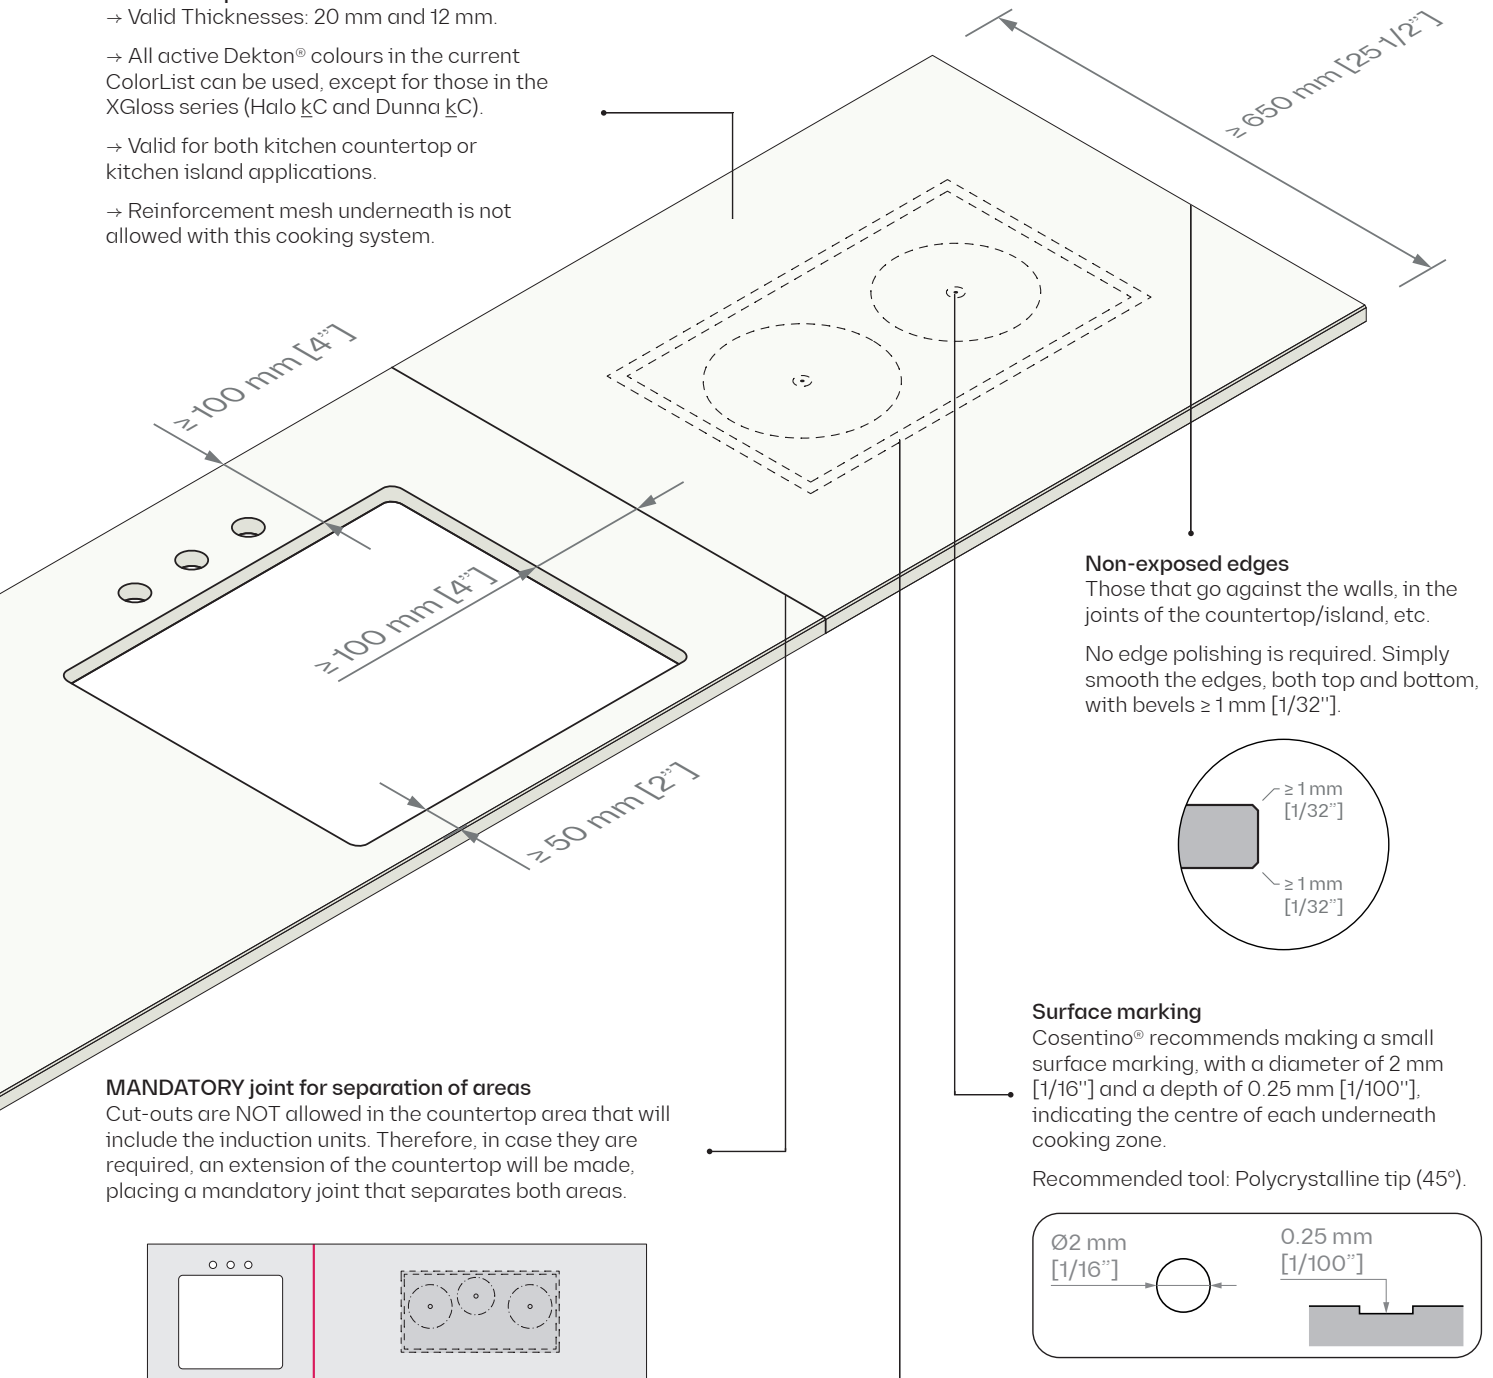 → Valid Thicknesses: 20 mm and 12 mm.
→ All active Dekton® colours in the current
ColorList can be used, except for those in the
XGloss series (Halo kC and Dunna kC).
→ Valid for both kitchen countertop or
kitchen island applications.
→ Reinforcement mesh underneath is not
allowed with this cooking system.
≥ 650 mm [25 1/2”]
≥ 100 mm [4”]
≥ 100 mm [4”]
≥ 50 mm [2”]
Non-exposed edges
Those that go against the walls, in the
joints of the countertop/island, etc.
No edge polishing is required. Simply
smooth the edges, both top and bottom,
with bevels ≥ 1 mm [1/32"].
≥ 1 mm
[1/32”]
≥ 1 mm
[1/32”]
MANDATORY joint for separation of areas
Cut-outs are NOT allowed in the countertop area that will
include the induction units. Therefore, in case they are
required, an extension of the countertop will be made,
placing a mandatory joint that separates both areas.
Surface marking
Cosentino® recommends making a small
surface marking, with a diameter of 2 mm
[1/16"] and a depth of 0.25 mm [1/100"],
indicating the centre of each underneath
cooking zone.
Recommended tool: Polycrystalline tip (45º).
Ø2 mm
[1/16”]
0.25 mm
[1/100”]